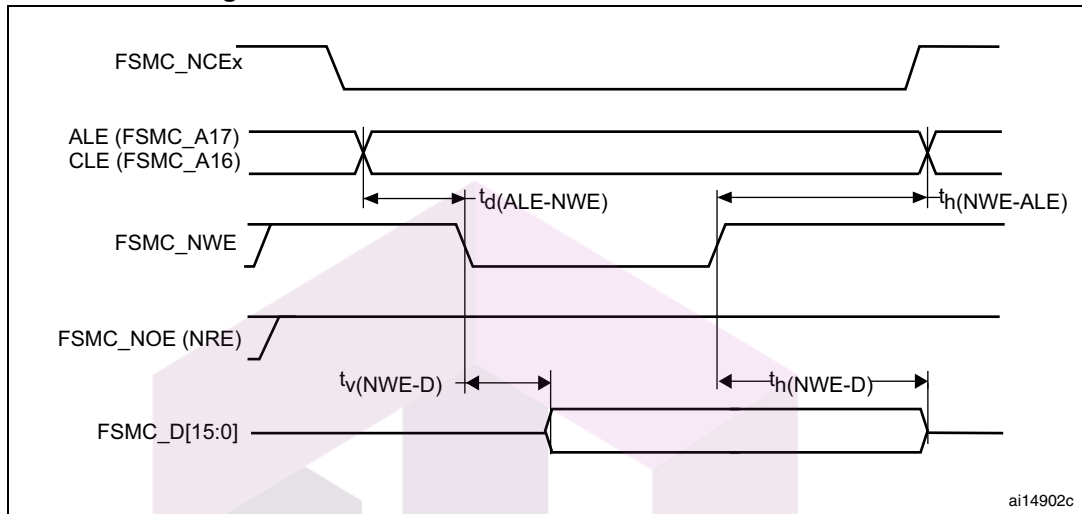 FSMC_NCEx
ALE (FSMC_A17)
CLE (FSMC_A16)
td(ALE-NWE)
th(NWE-ALE)
FSMC_NWE
FSMC_NOE (NRE)
tv(NWE-D)
th(NWE-D)
FSMC_D[15:0]
ai14902c